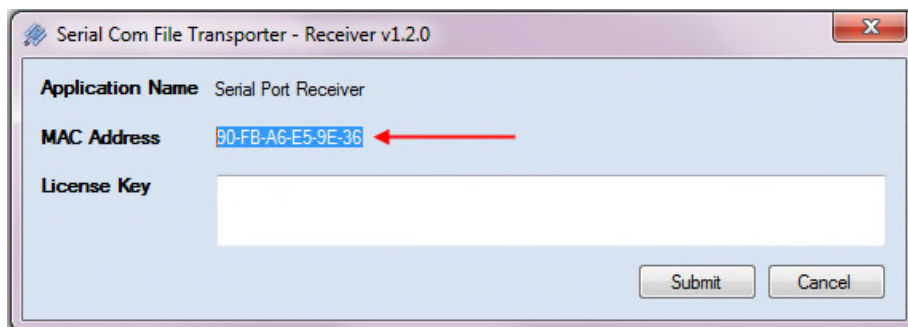 Serial Com File Transporter - Receiver v1.2.0
Application Name Serial Port Receiver
MAC Address 90-FB-A6-E5-9E-36
License Key
Submit Cancel